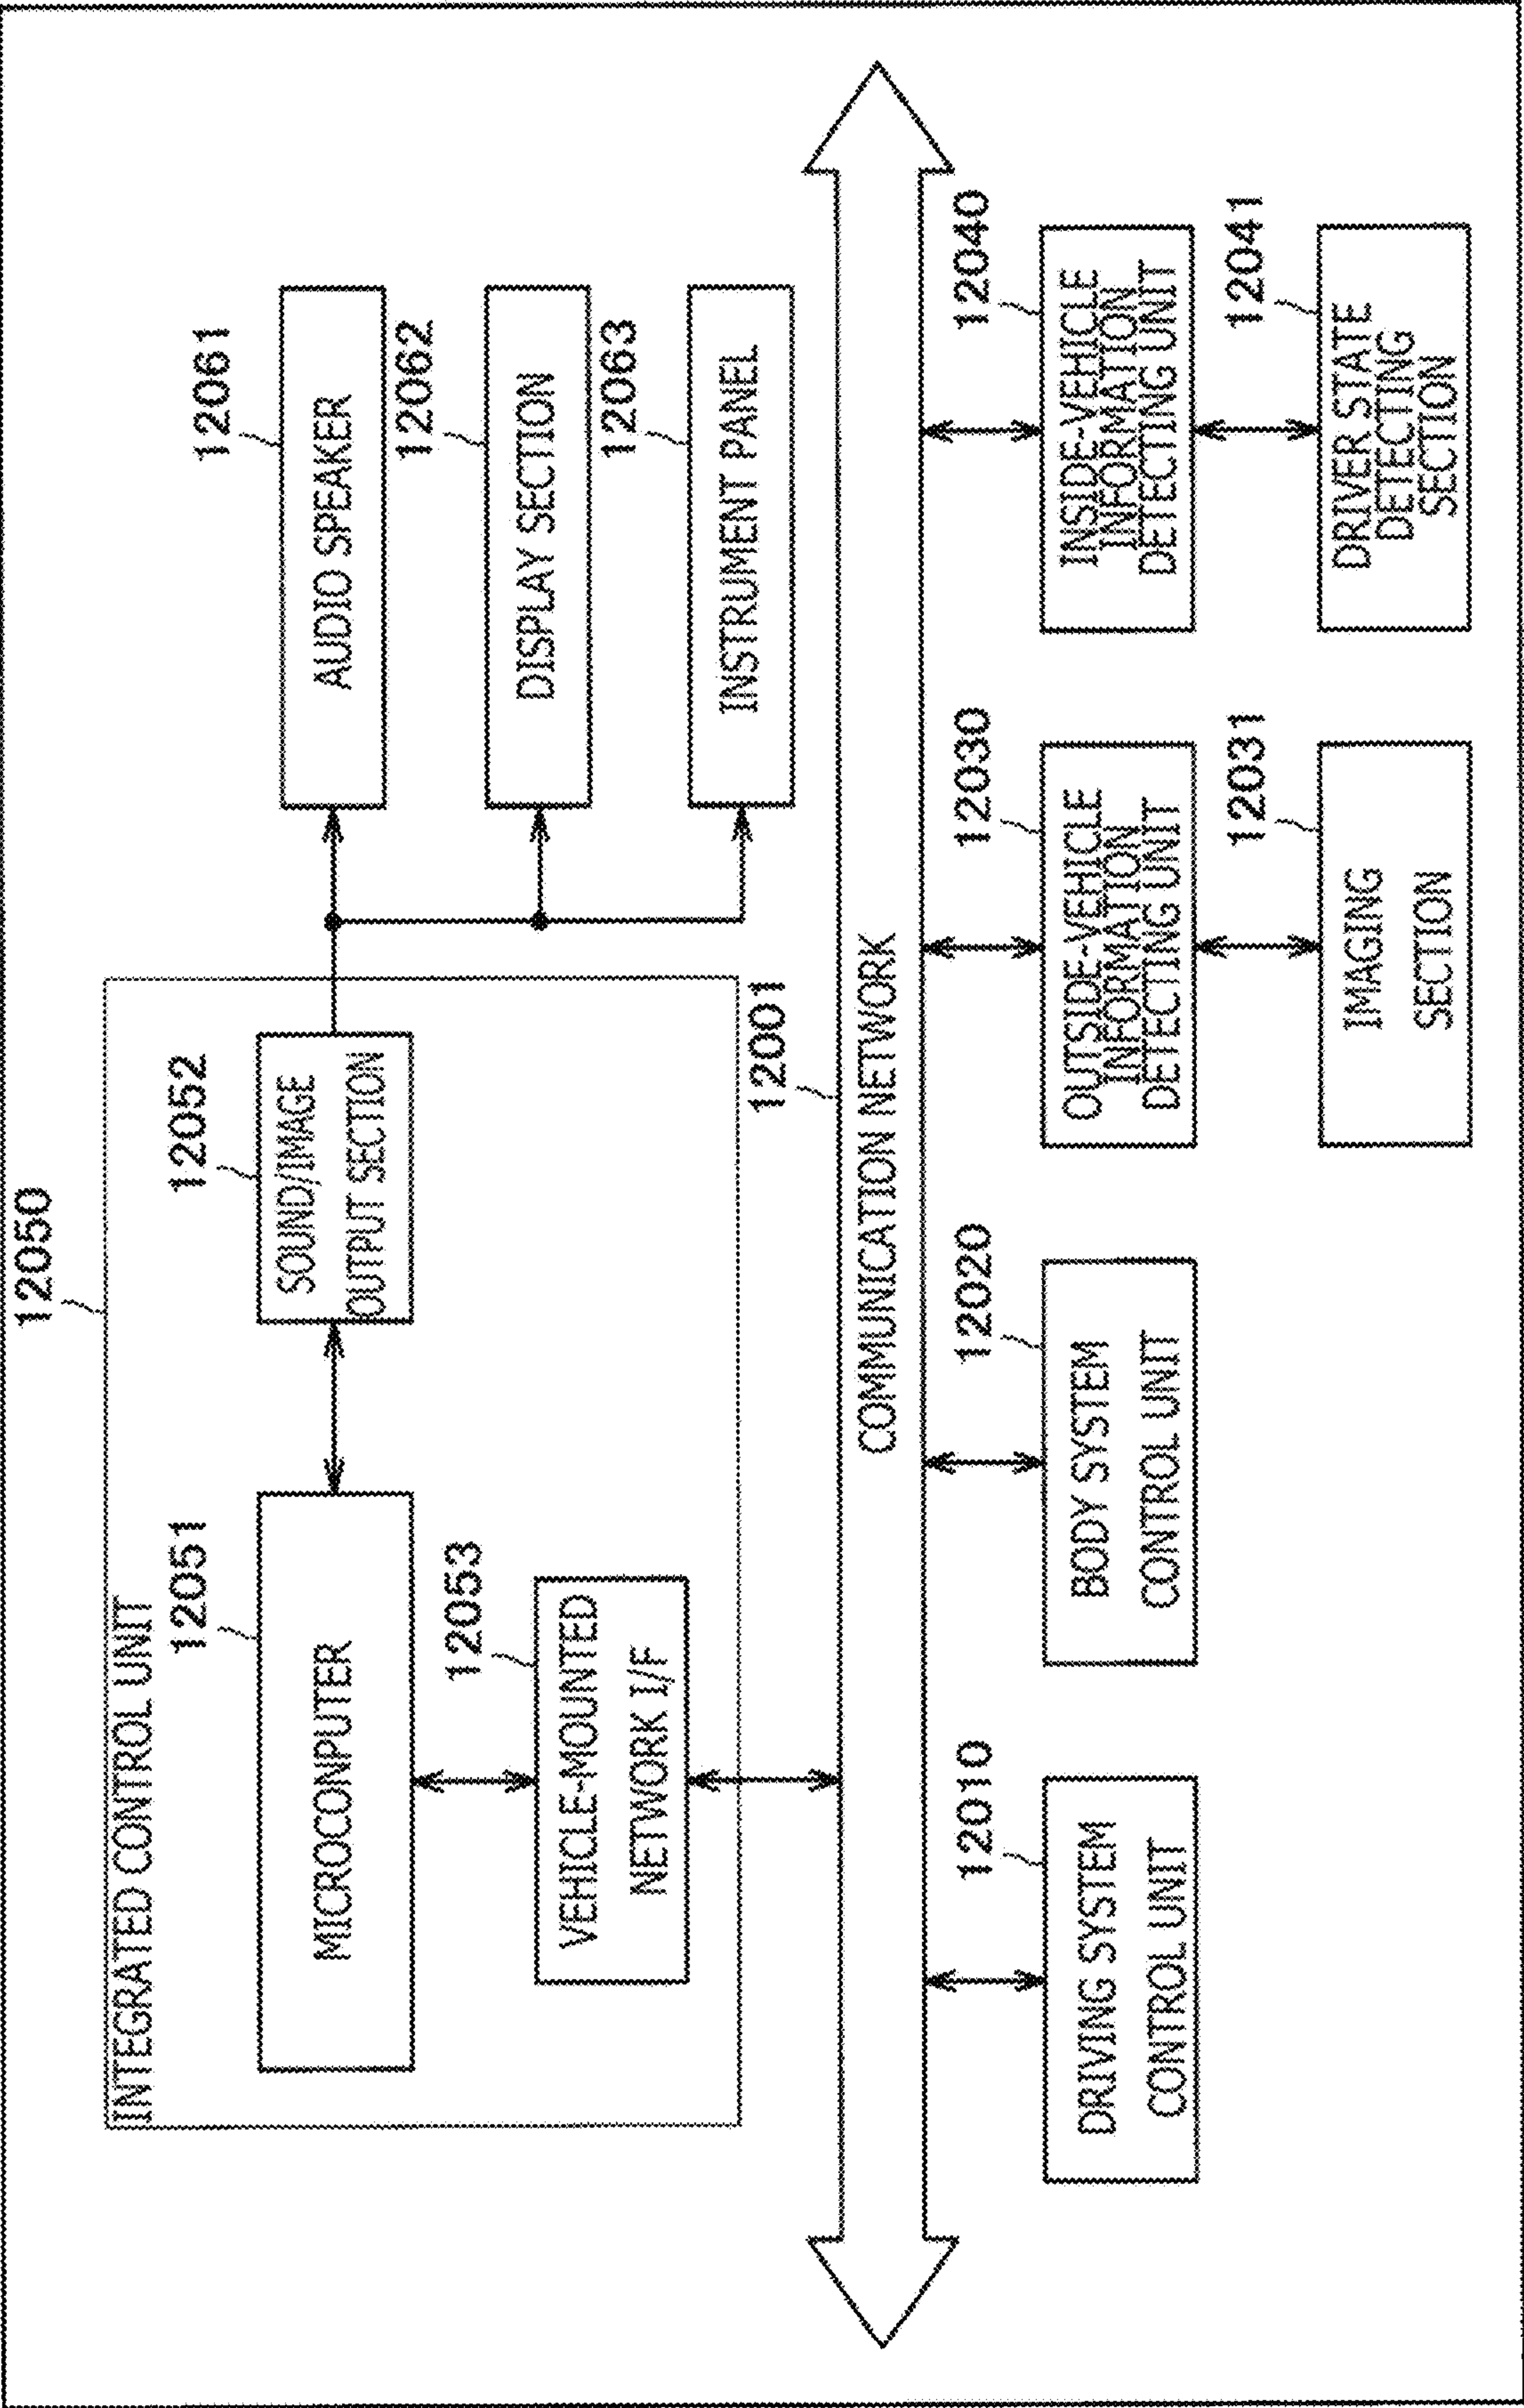 12050
INTEGRATED CONTROL UNIT
12051
MICROCONPUTER
12052
SOUND/IMAGE
OUTPUT SECTION
12053
VEHICLE-MOUNTED
NETWORK I/F
12061
AUDIO SPEAKER
12062
DISPLAY SECTION
12063
INSTRUMENT PANEL
12001
COMMUNICATION NETWORK
12010
DRIVING SYSTEM
CONTROL UNIT
12020
BODY SYSTEM
CONTROL UNIT
12030
OUTSIDE-VEHICLE
INFORMATION
DETECTING UNIT
12040
INSIDE-VEHICLE
INFORMATION
DETECTING UNIT
12031
IMAGING
SECTION
12041
DRIVER STATE
DETECTING
SECTION